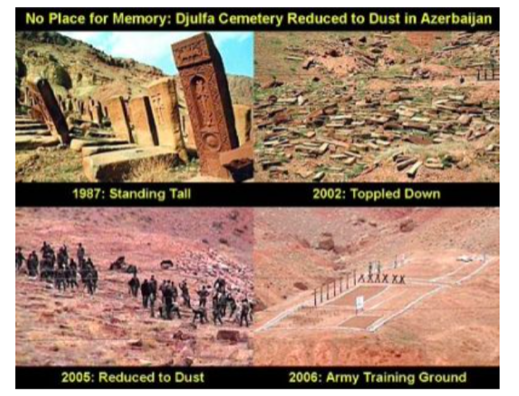 No Place for Memory: Djulfa Cemetery Reduced to Dust in Azerbaijan
1987: Standing Tall
2002: Toppled Down
2005: Reduced to Dust
2006: Army Training Ground